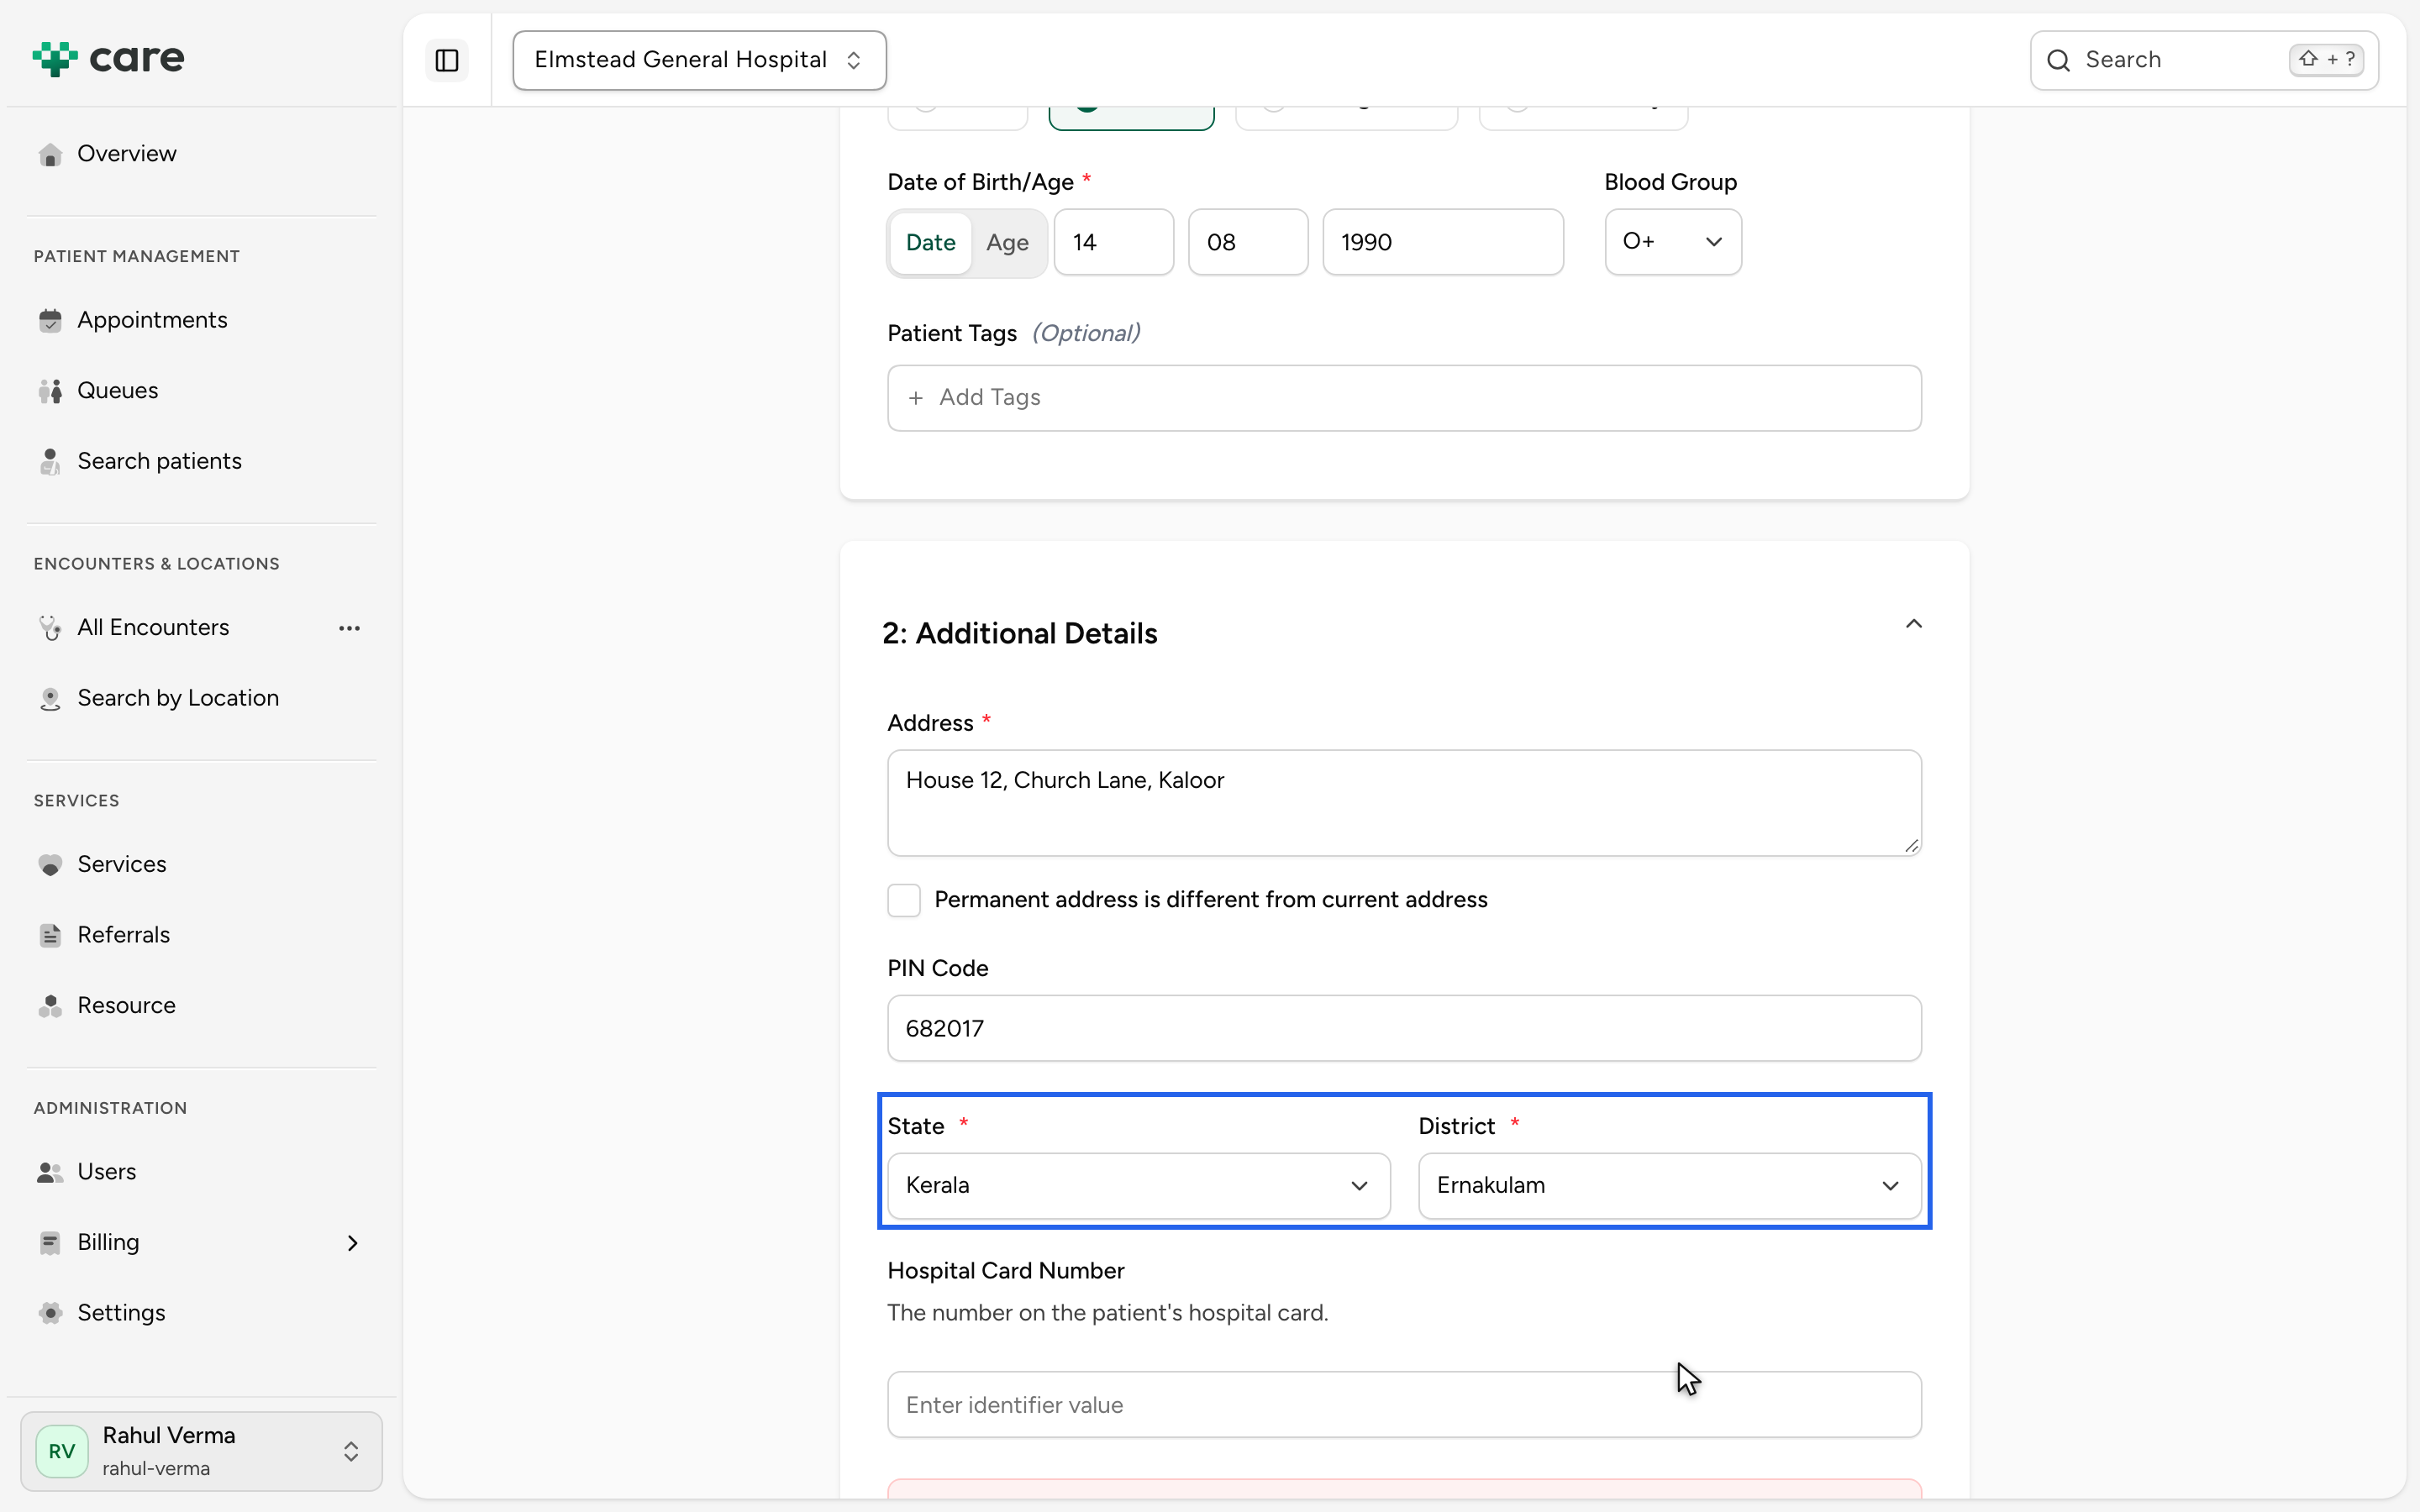 care
Elmstead General Hospital
Search
+ ?
Overview
PATIENT MANAGEMENT
Appointments
Queues
Search patients
ENCOUNTERS & LOCATIONS
All Encounters
Search by Location
SERVICES
Services
Referrals
Resource
ADMINISTRATION
Users
Billing
Settings
RV
Rahul Verma
rahul-verma
Date of Birth/Age *
Blood Group
Date Age 14 08 1990
O+
Patient Tags (Optional)
+ Add Tags
2: Additional Details
Address *
House 12, Church Lane, Kaloor
Permanent address is different from current address
PIN Code
682017
State * District *
Kerala Ernakulam
Hospital Card Number
The number on the patient's hospital card.
Enter identifier value